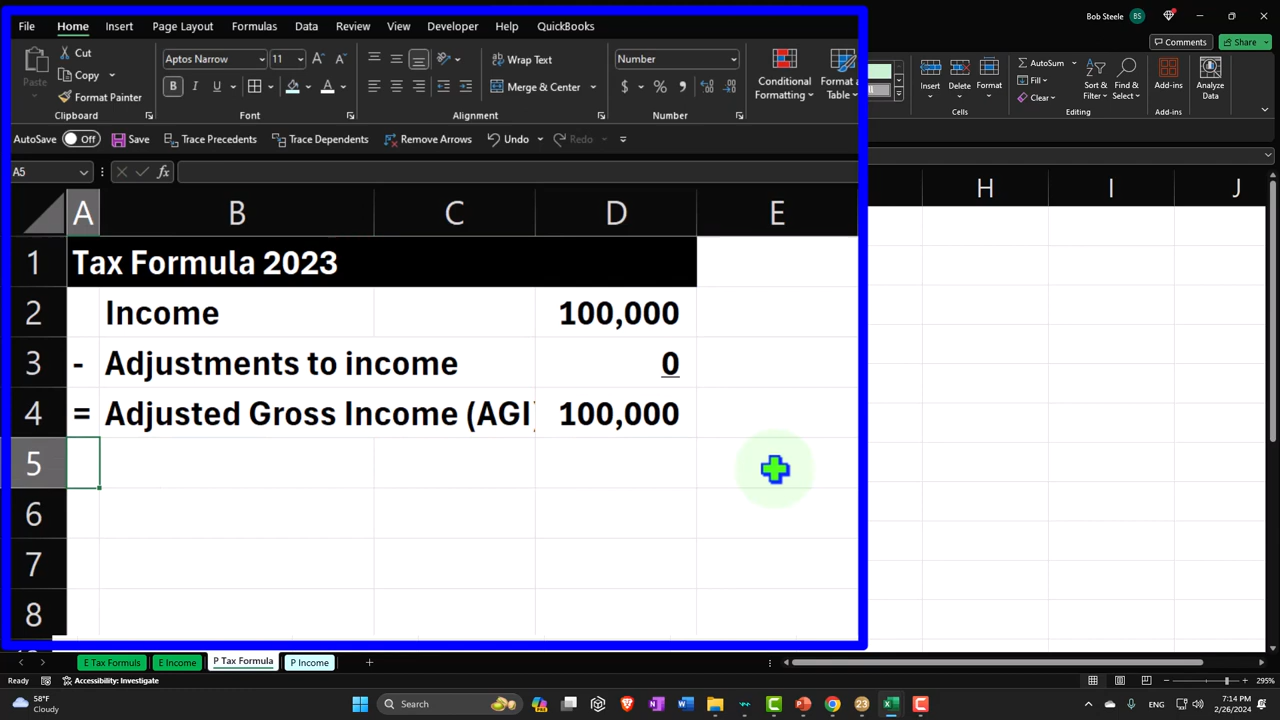 Bob Steele BS
File Home Insert Page Layout Formulas Data Review View Developer Help QuickBooks
Comments Share
Paste Cut Copy Format Painter
Clipboard
Aptos Narrow 11
B I U A
Font
Wrap Text
Merge & Center
Alignment
Number
$ % 9
Number
Conditional Formatting
Format as Table
Insert Delete Format
Cells
AutoSum
Fill
Clear
Sort & Filter
Find & Select
Editing
Add-ins
Add-ins
Analyze Data
AutoSave Off Save Trace Precedents Trace Dependents Remove Arrows Undo Redo
A5 fx
A B C D E H I J
1 Tax Formula 2023
2 Income 100,000
3 - Adjustments to income 0
4 = Adjusted Gross Income (AGI) 100,000
5
6
7
8
E Tax Formuls E Income P Tax Formula P Income
Ready Accessibility: Investigate 295%
58°F
Cloudy
Search
7:14 PM
2/26/2024